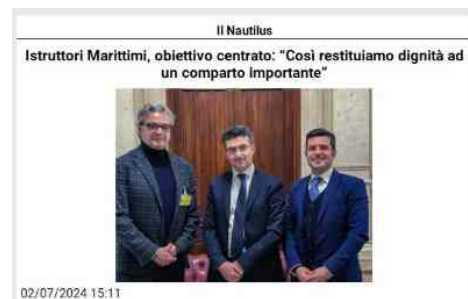 Il Nautilus
Istruttori Marittimi, obiettivo centrato: "Così restituiamo dignità ad
un comparto importante"
02/07/2024 15:11